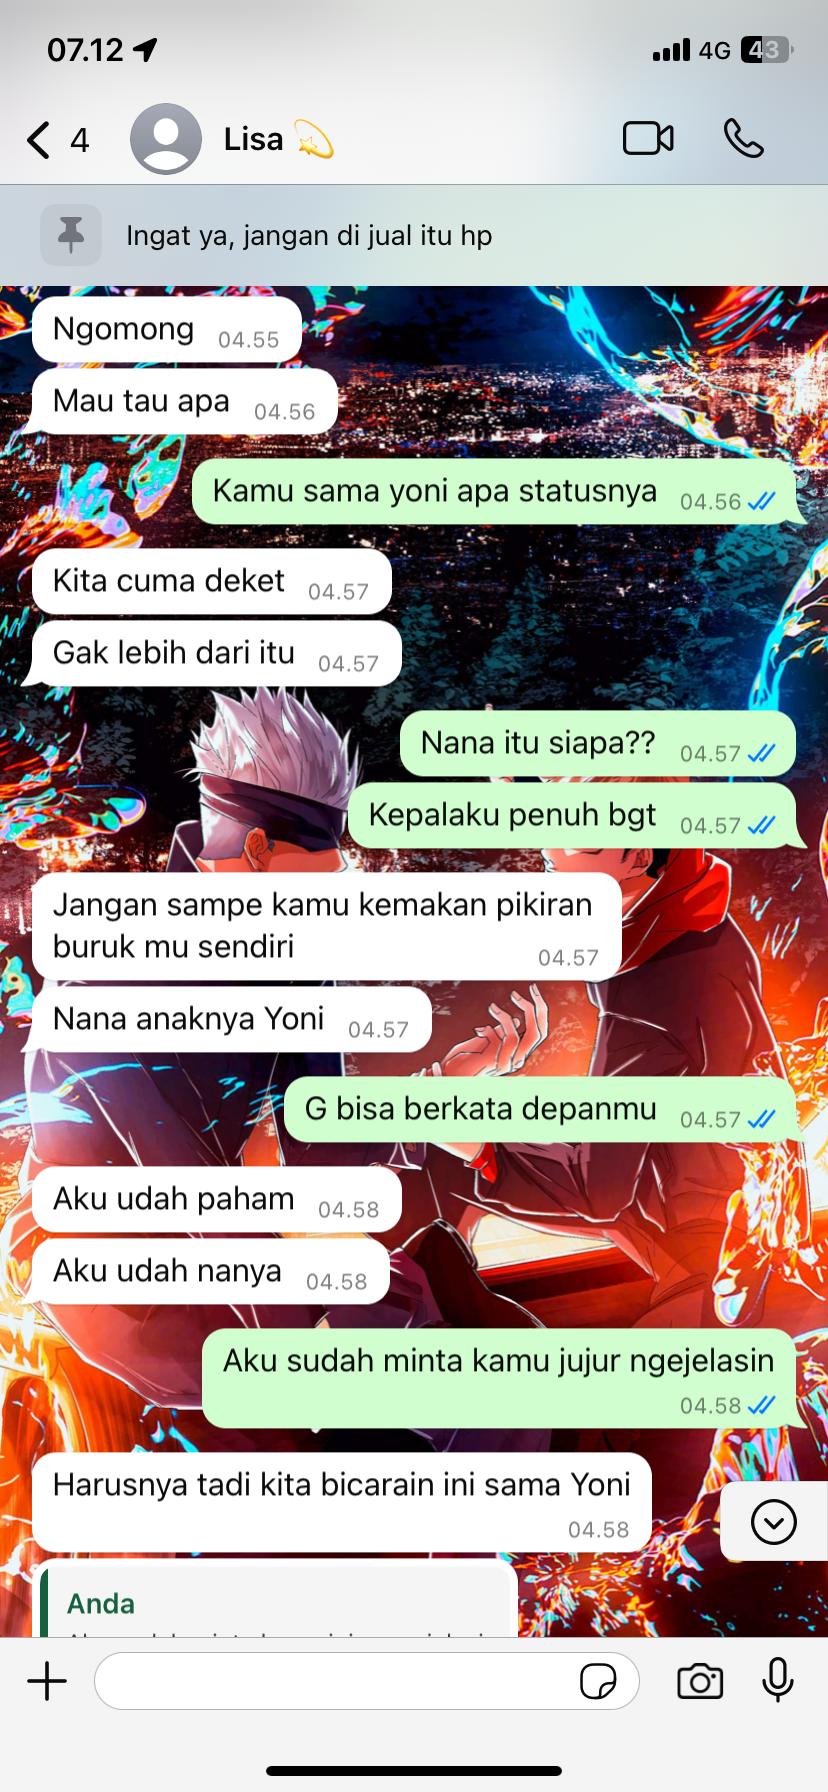 07.12
4G 43
4 Lisa 💫
Ingat ya, jangan di jual itu hp
Ngomong 04.55
Mau tau apa 04.56
Kamu sama yoni apa statusnya 04.56
Kita cuma deket 04.57
Gak lebih dari itu 04.57
Nana itu siapa?? 04.57
Kepalaku penuh bgt 04.57
Jangan sampe kamu kemakan pikiran
buruk mu sendiri 04.57
Nana anaknya Yoni 04.57
G bisa berkata depanmu 04.57
Aku udah paham 04.58
Aku udah nanya 04.58
Aku sudah minta kamu jujur ngejelasin
04.58
Harusnya tadi kita bicarain ini sama Yoni
04.58
Anda